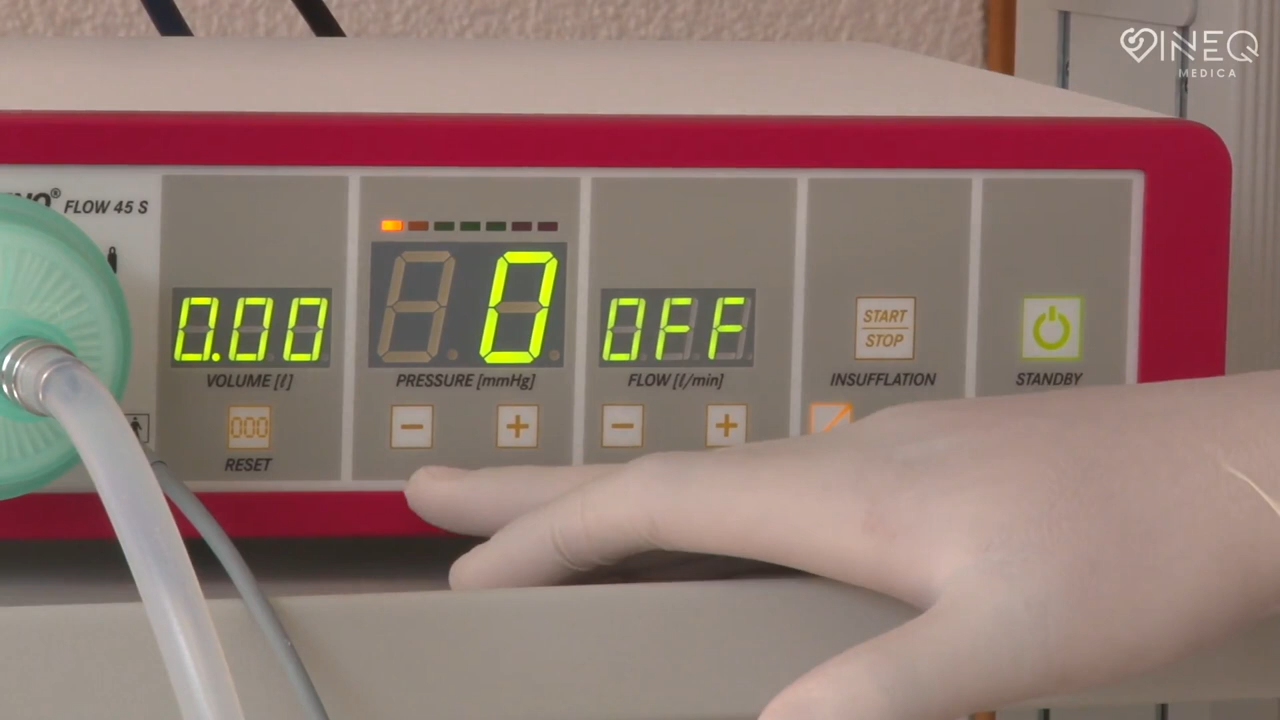 INEQ
MEDICA
FLOW 45 S
0.00
0
OFF
START
STOP
VOLUME [ℓ]
PRESSURE [mmHg]
FLOW [ℓ/min]
INSUFFLATION
STANDBY
000
− +
− +
RESET